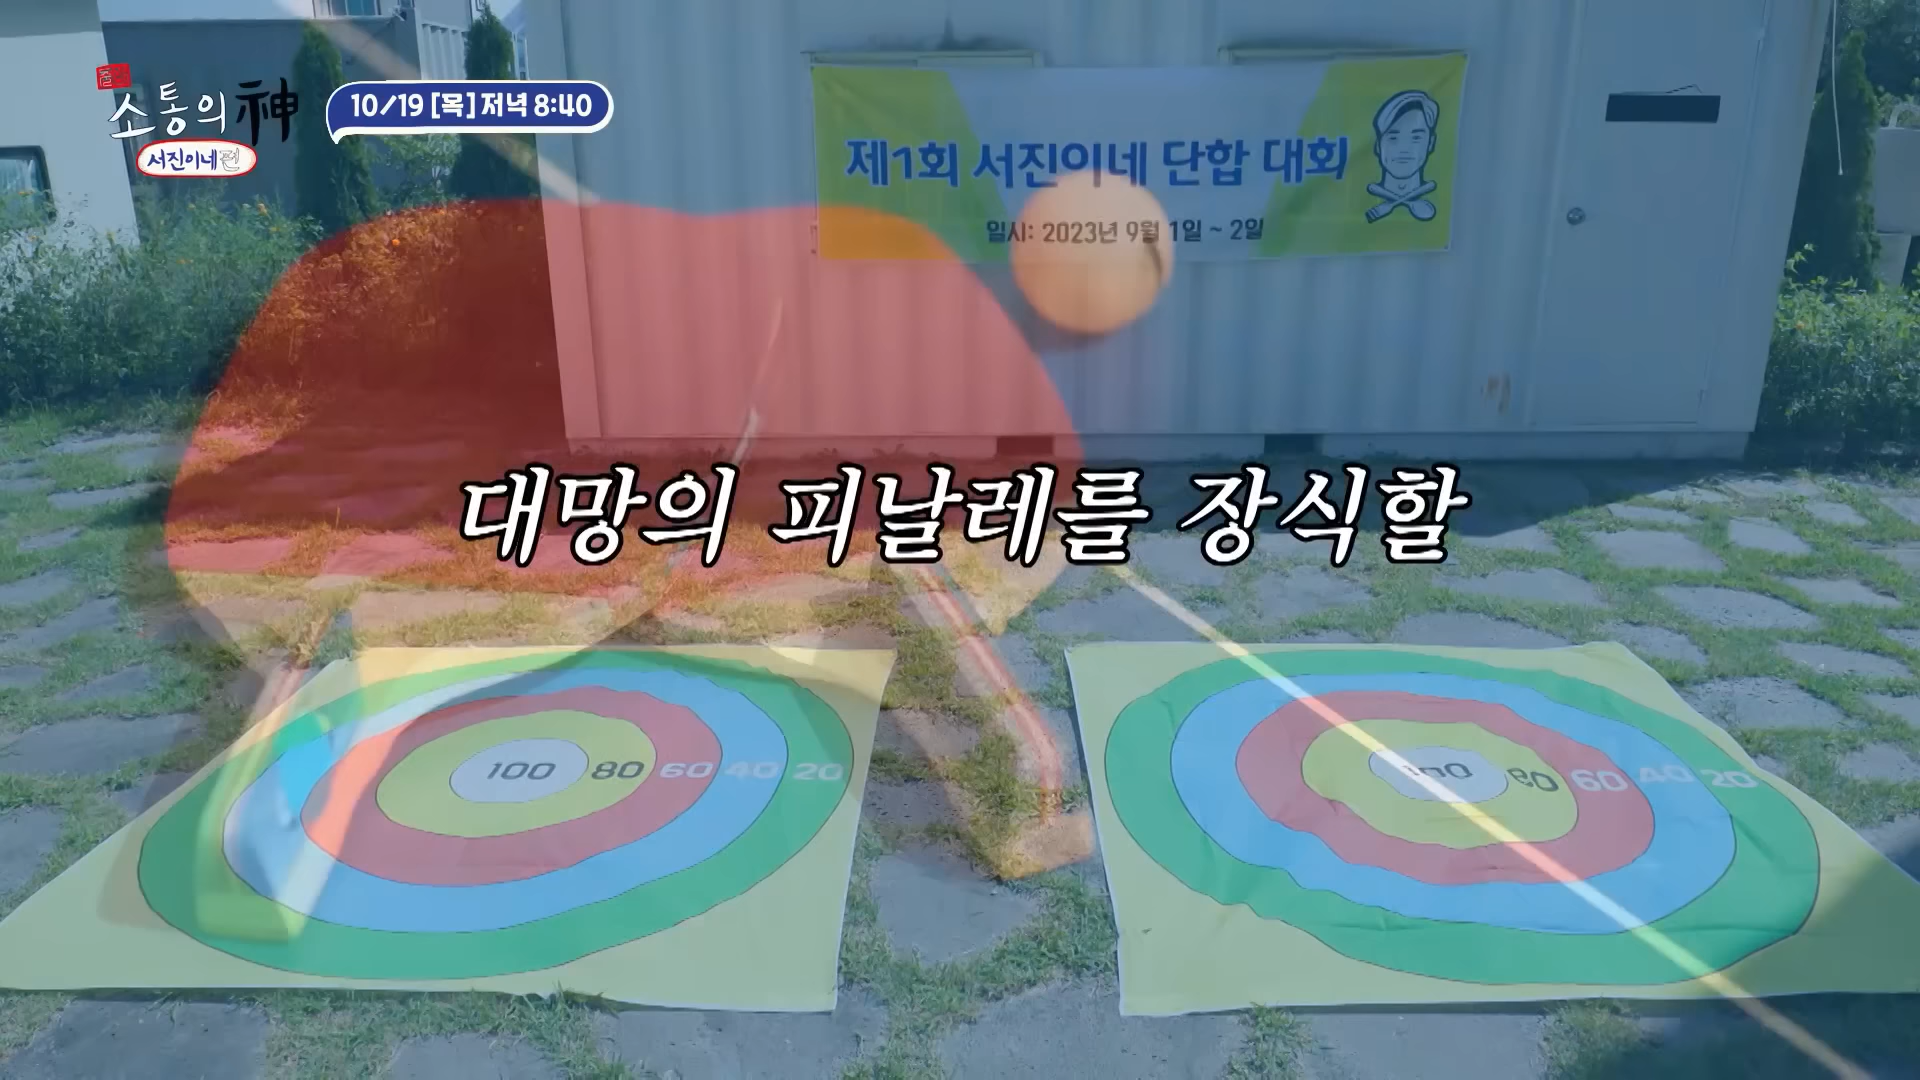 소통의 神
서진이네편
10/19 [목] 저녁 8:40
제1회 서진이네 단합 대회
일시: 2023년 9월 1일 ~ 2일
대망의 피날레를 장식할
100 80 60 40 20
100 80 60 40 20